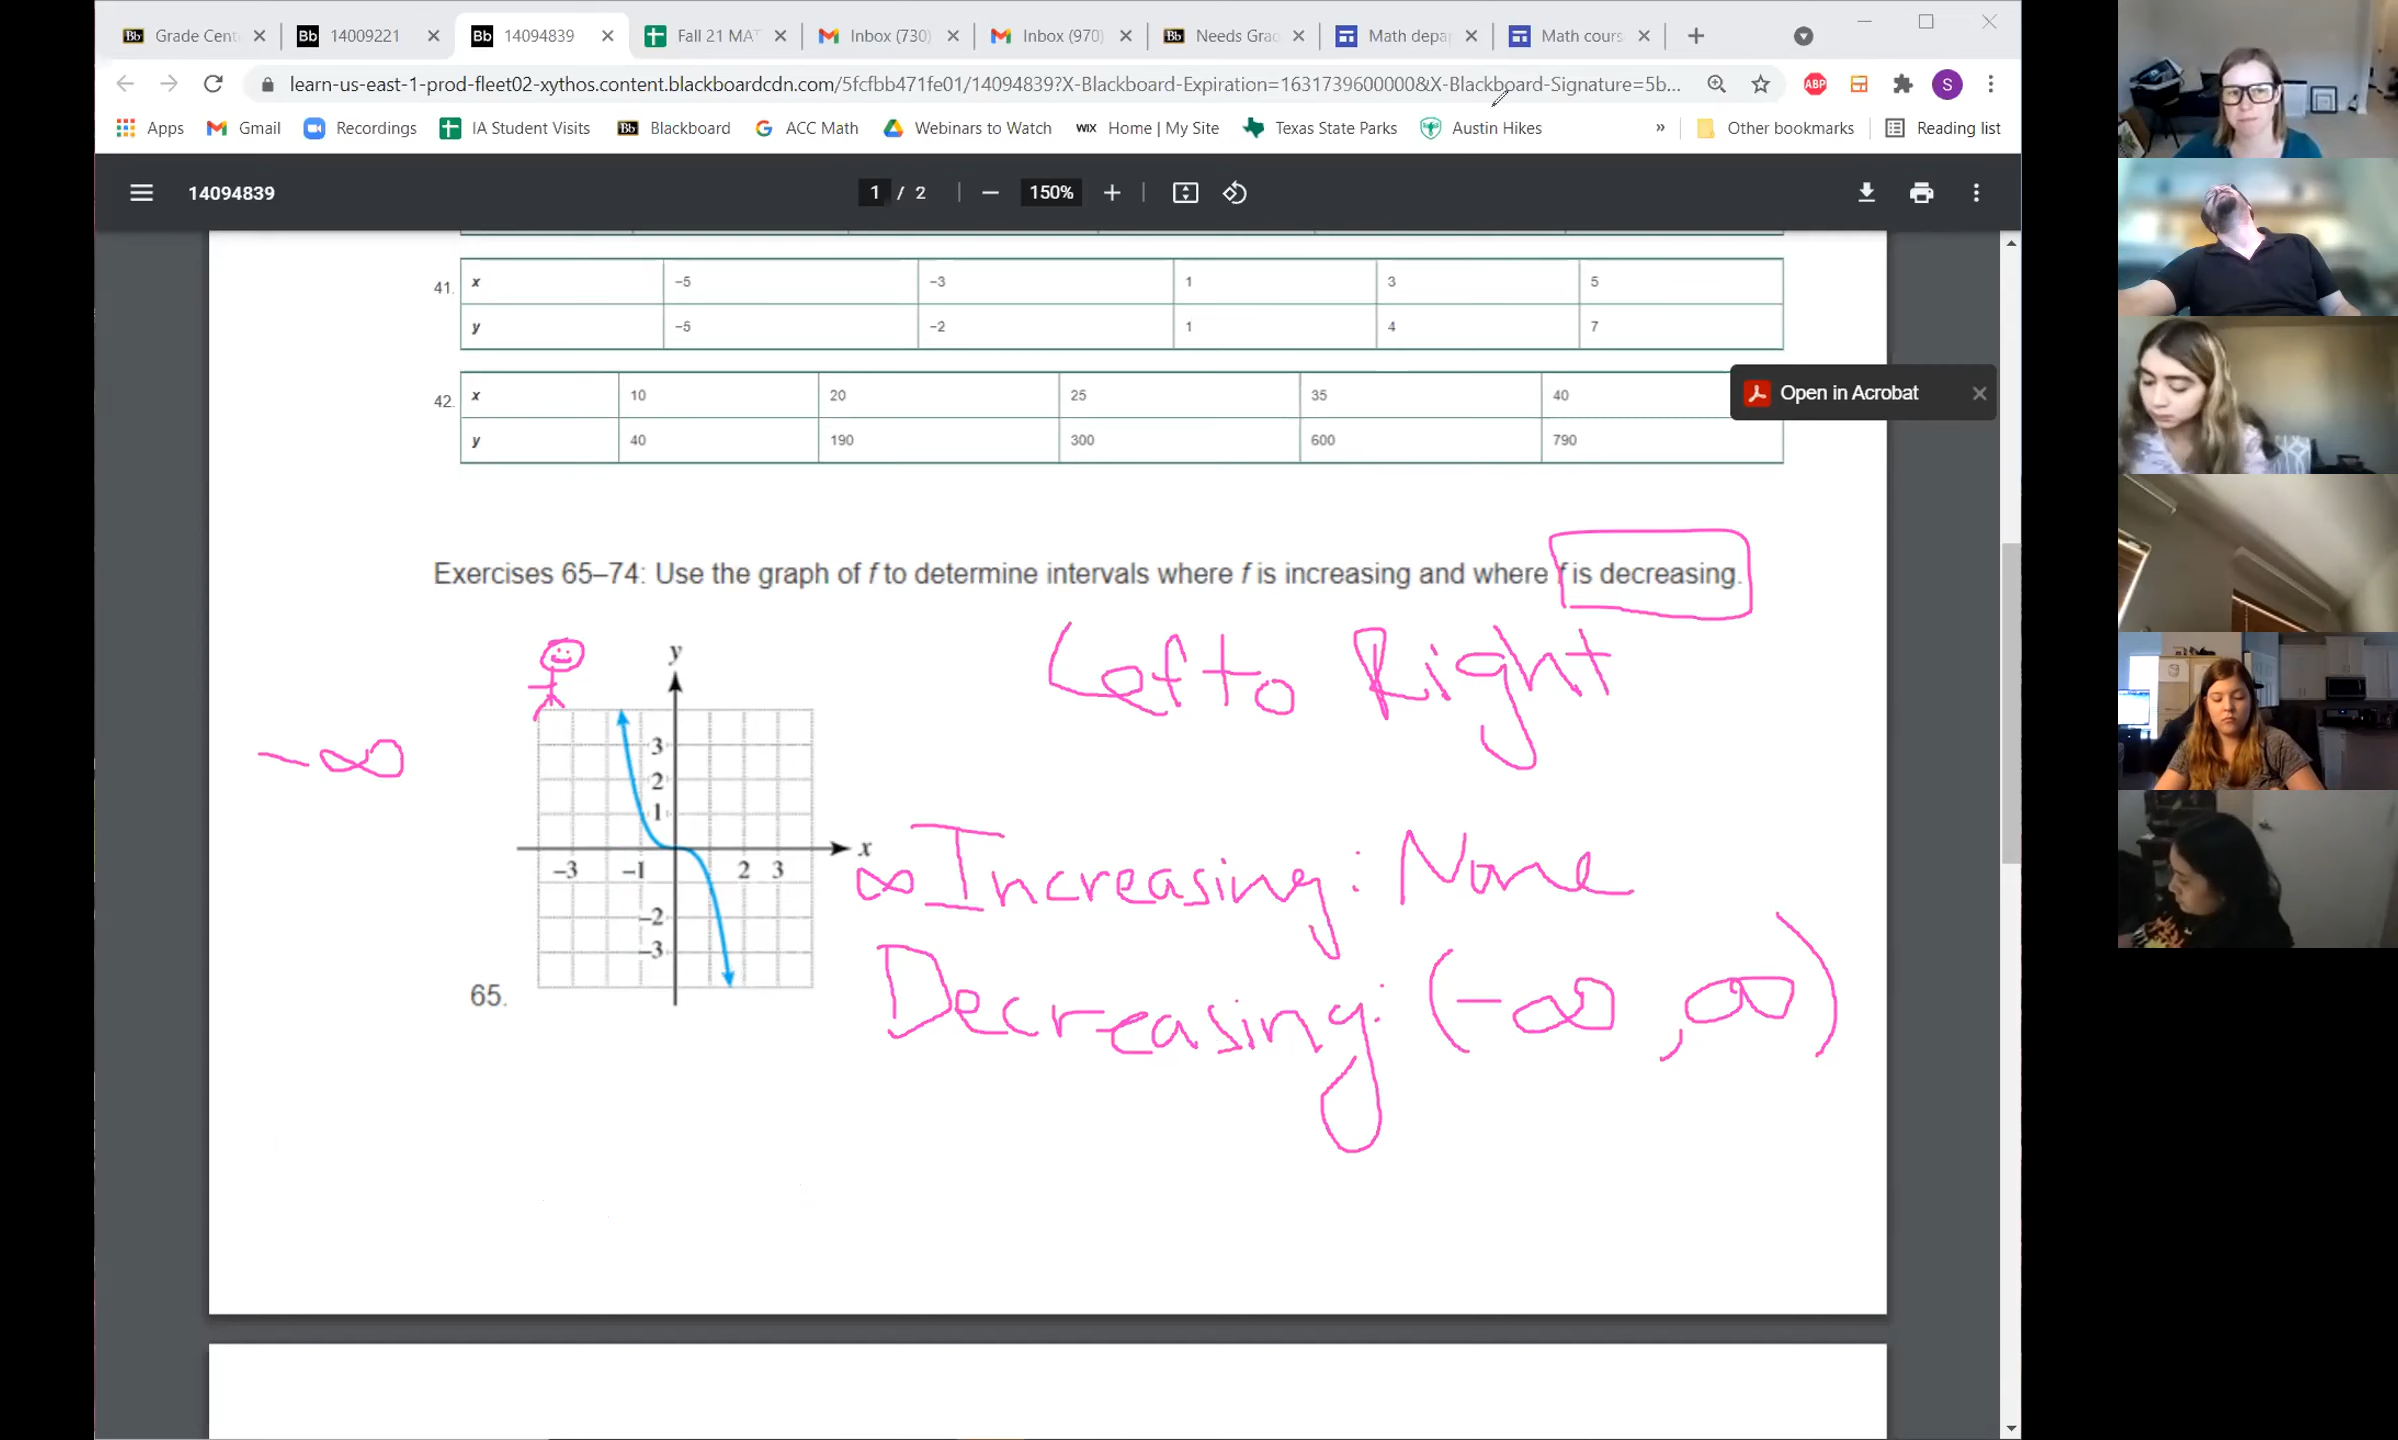 Grade Cent 14009221 14094839 Fall 21 MAT Inbox (730) Inbox (970) Needs Grad Math depa Math cours
learn-us-east-1-prod-fleet02-xythos.content.blackboardcdn.com/5fcfbb471fe01/14094839?X-Blackboard-Expiration=1631739600000&X-Blackboard-Signature=5b... ABP S
Apps Gmail Recordings IA Student Visits Blackboard ACC Math Webinars to Watch WIX Home | My Site Texas State Parks Austin Hikes » Other bookmarks Reading list
14094839 1 / 2 150%
41. x −5 −3 1 3 5
y −5 −2 1 4 7
Open in Acrobat
42. x 10 20 25 35 40
y 40 190 300 600 790
Exercises 65–74: Use the graph of f to determine intervals where f is increasing and where f is decreasing.
Left to Right
y
−∞
3
2
1
x
−3 −1 2 3
−2
−3
65.
∞ Increasing: None
Decreasing: (−∞, ∞)